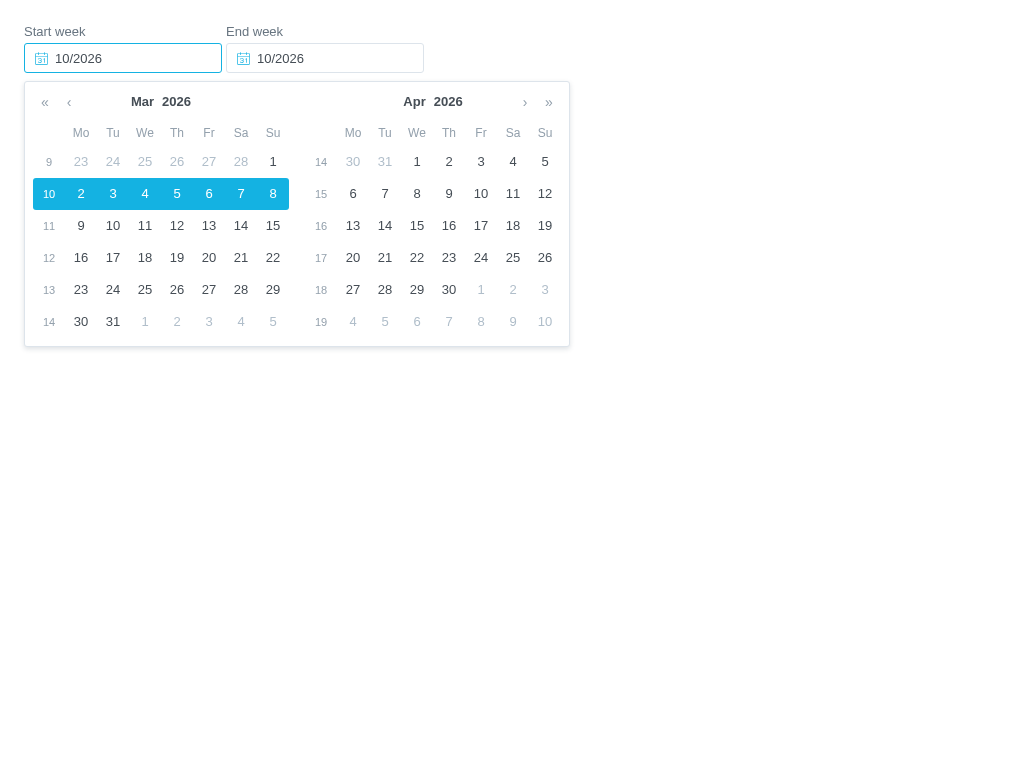 Start week End week
10/2026 10/2026
« ‹ Mar 2026 Apr 2026 › »
Mo Tu We Th Fr Sa Su Mo Tu We Th Fr Sa Su
9 23 24 25 26 27 28 1 14 30 31 1 2 3 4 5
10 2 3 4 5 6 7 8 15 6 7 8 9 10 11 12
11 9 10 11 12 13 14 15 16 13 14 15 16 17 18 19
12 16 17 18 19 20 21 22 17 20 21 22 23 24 25 26
13 23 24 25 26 27 28 29 18 27 28 29 30 1 2 3
14 30 31 1 2 3 4 5 19 4 5 6 7 8 9 10